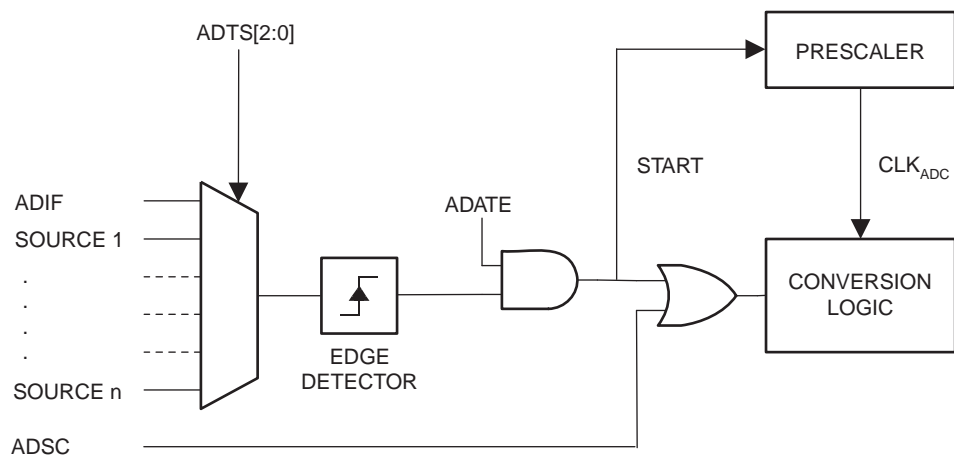 ADTS[2:0]
PRESCALER
START
CLKADC
ADIF
ADATE
SOURCE 1
.
.
.
.
CONVERSION
LOGIC
EDGE
DETECTOR
SOURCE n
ADSC